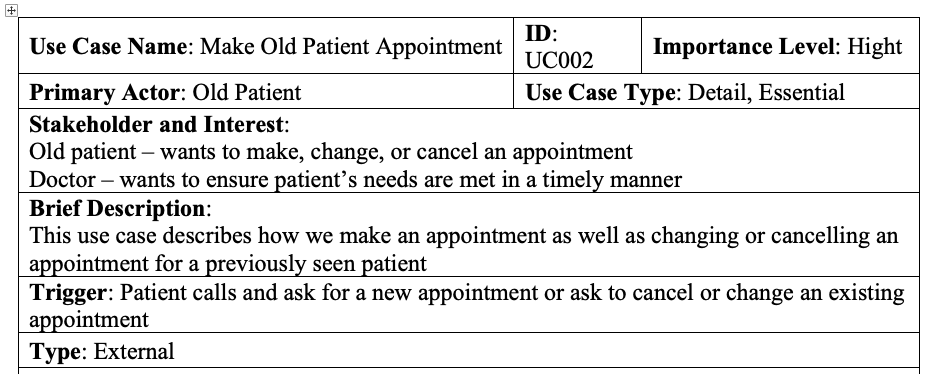 Use Case Name: Make Old Patient Appointment
ID:
UC002
Importance Level: Hight
Primary Actor: Old Patient
Use Case Type: Detail, Essential
Stakeholder and Interest:
Old patient – wants to make, change, or cancel an appointment
Doctor – wants to ensure patient’s needs are met in a timely manner
Brief Description:
This use case describes how we make an appointment as well as changing or cancelling an
appointment for a previously seen patient
Trigger: Patient calls and ask for a new appointment or ask to cancel or change an existing
appointment
Type: External